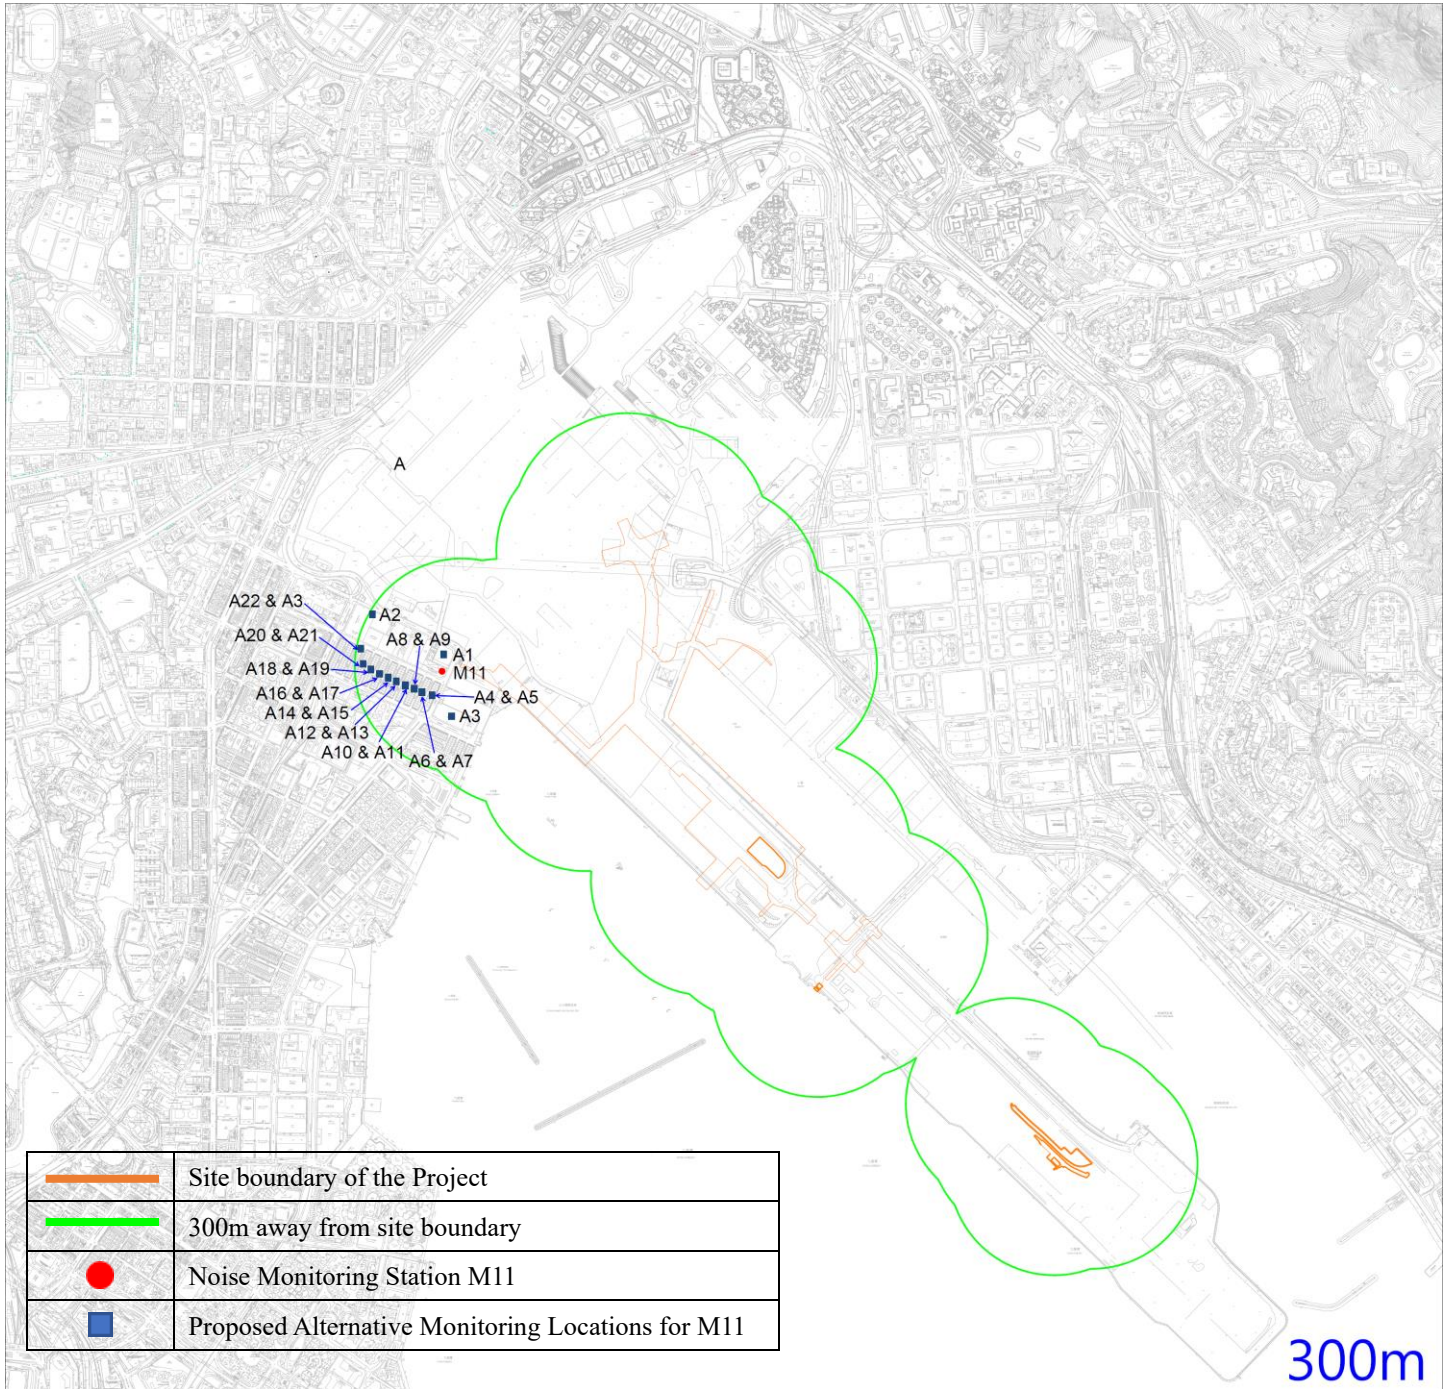 A
A22 & A3
A2
A20 & A21
A8 & A9
A1
A18 & A19
M11
A16 & A17
A4 & A5
A14 & A15
A3
A12 & A13
A10 & A11
A6 & A7
Site boundary of the Project
300m away from site boundary
Noise Monitoring Station M11
Proposed Alternative Monitoring Locations for M11
300m